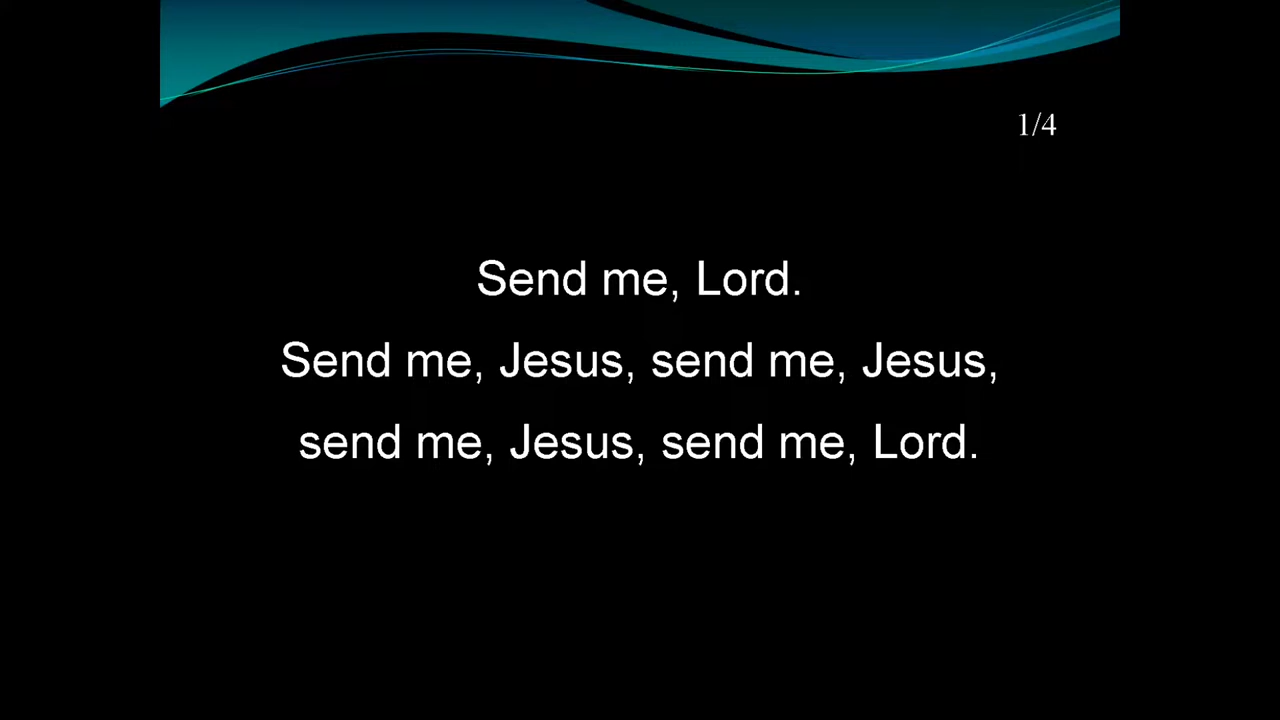 1/4
Send me, Lord.
Send me, Jesus, send me, Jesus,
send me, Jesus, send me, Lord.